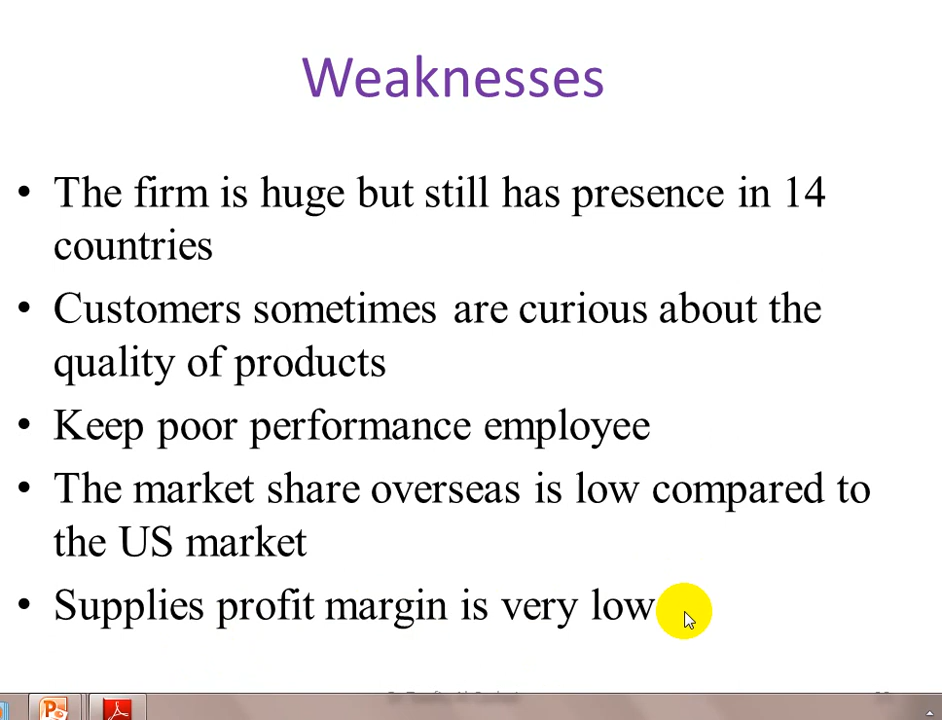 Weaknesses
• The firm is huge but still has presence in 14
countries
• Customers sometimes are curious about the
quality of products
• Keep poor performance employee
• The market share overseas is low compared to
the US market
• Supplies profit margin is very low